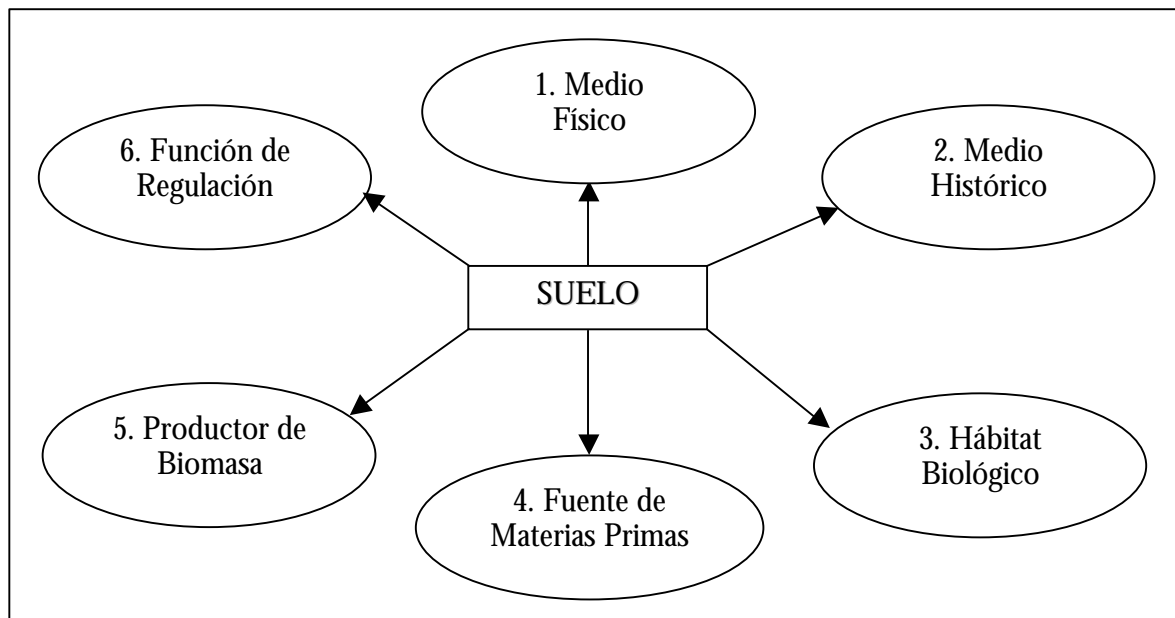 1. Medio
Físico
6. Función de
Regulación
2. Medio
Histórico
SUELO
5. Productor de
Biomasa
3. Hábitat
Biológico
4. Fuente de
Materias Primas